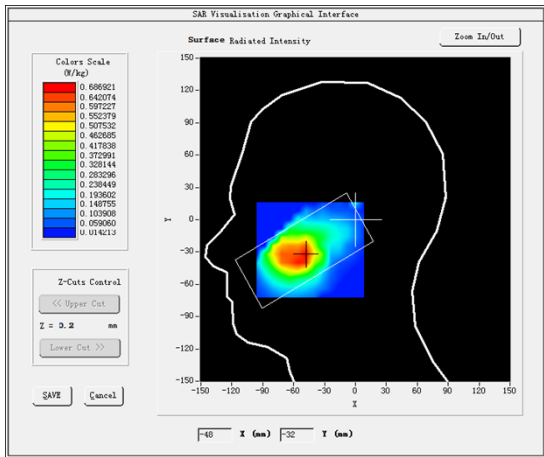 SAR Visualisation Graphical Interface
Surface Radiated Intensity
Zoom In/Out
Colors Scale
(W/kg)
0.686921
0.642074
0.597227
0.552379
0.507532
0.462685
0.417838
0.372991
0.328144
0.283296
0.238449
0.193602
0.148755
0.103908
0.059060
0.014213
Z-Cuts Control
<< Upper Cut
Z = 0.2 mm
Lower Cut >>
SAVE Cancel
150
120
90
60
30
0
-30
-60
-90
-120
-150
Y
-150 -120 -90 -60 -30 0 30 60 90 120 150
X
-48 X (mm) -32 Y (mm)